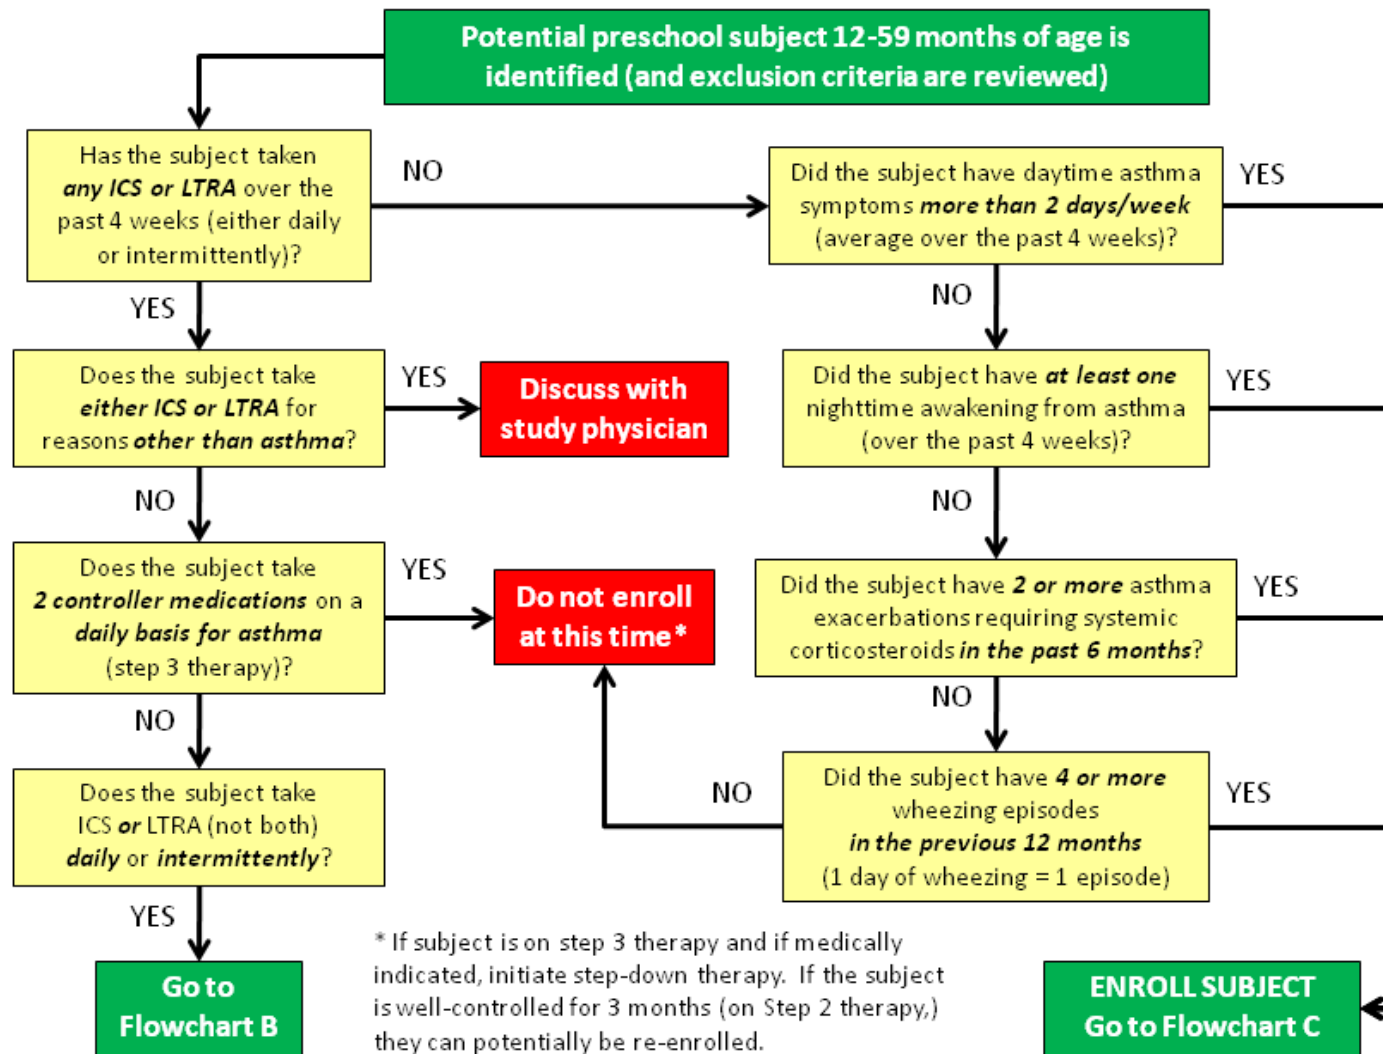 Potential preschool subject 12-59 months of age is
identified (and exclusion criteria are reviewed)
Has the subject taken
any ICS or LTRA over the
past 4 weeks (either daily
or intermittently)?
NO
Did the subject have daytime asthma
symptoms more than 2 days/week
(average over the past 4 weeks)?
YES
YES
NO
Does the subject take
either ICS or LTRA for
reasons other than asthma?
YES
Discuss with
study physician
Did the subject have at least one
nighttime awakening from asthma
(over the past 4 weeks)?
YES
NO
NO
Does the subject take
2 controller medications on a
daily basis for asthma
(step 3 therapy)?
YES
Do not enroll
at this time*
Did the subject have 2 or more asthma
exacerbations requiring systemic
corticosteroids in the past 6 months?
YES
NO
NO
Does the subject take
ICS or LTRA (not both)
daily or intermittently?
NO
Did the subject have 4 or more
wheezing episodes
in the previous 12 months
(1 day of wheezing = 1 episode)
YES
YES
Go to
Flowchart B
* If subject is on step 3 therapy and if medically
indicated, initiate step-down therapy. If the subject
is well-controlled for 3 months (on Step 2 therapy,)
they can potentially be re-enrolled.
ENROLL SUBJECT
Go to Flowchart C